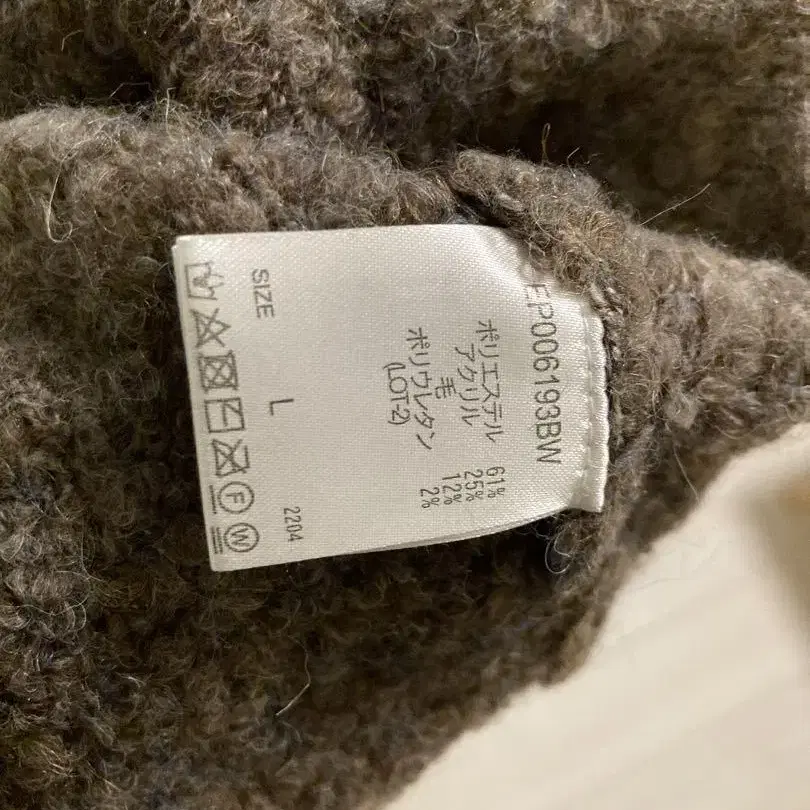 EP006193BW
ポリエステル 61%
アクリル 25%
毛 12%
ポリウレタン 2%
(LOT-2)
SIZE L 2204
F
W